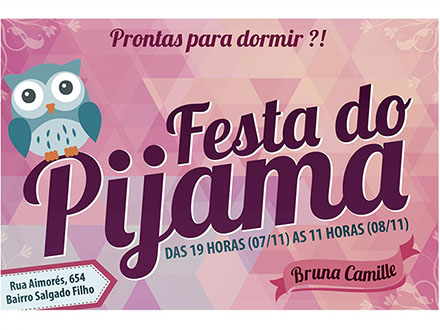 Prontas para dormir ?!
Festa do
Pijama
DAS 19 HORAS (07/11) AS 11 HORAS (08/11)
Bruna Camille
Rua Aimorés, 654
Bairro Salgado Filho